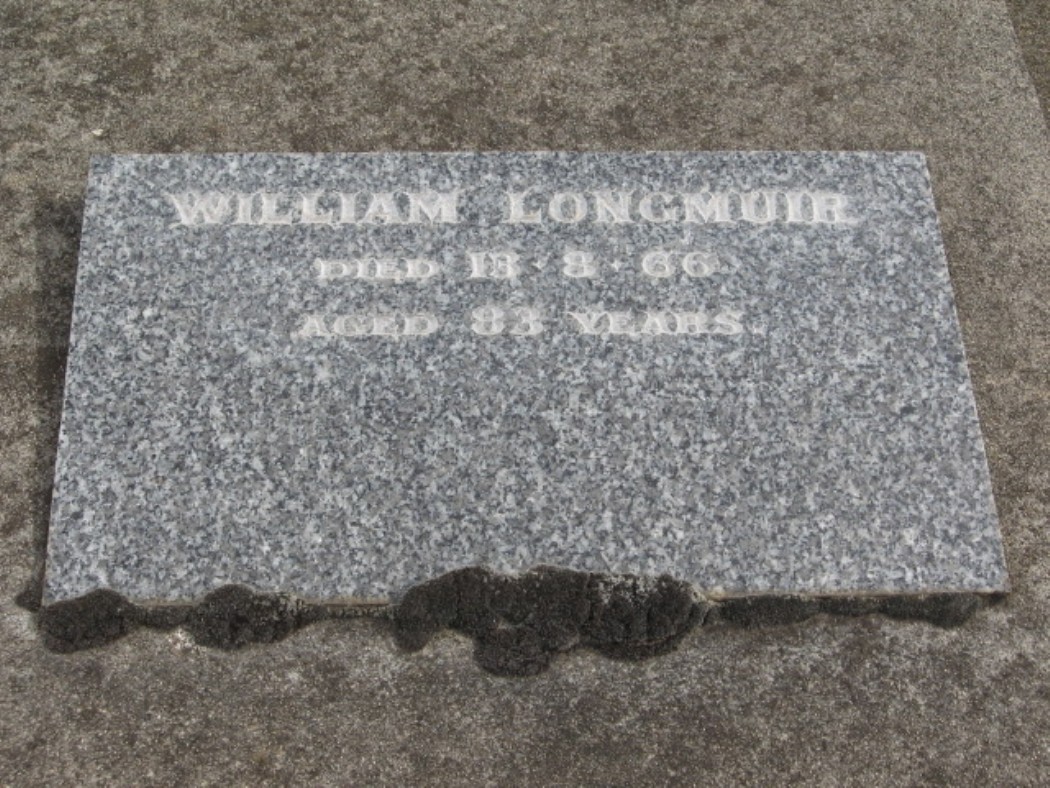 WILLIAM LONGMUIR
DIED 13 · 8 · 66
AGED 83 YEARS.